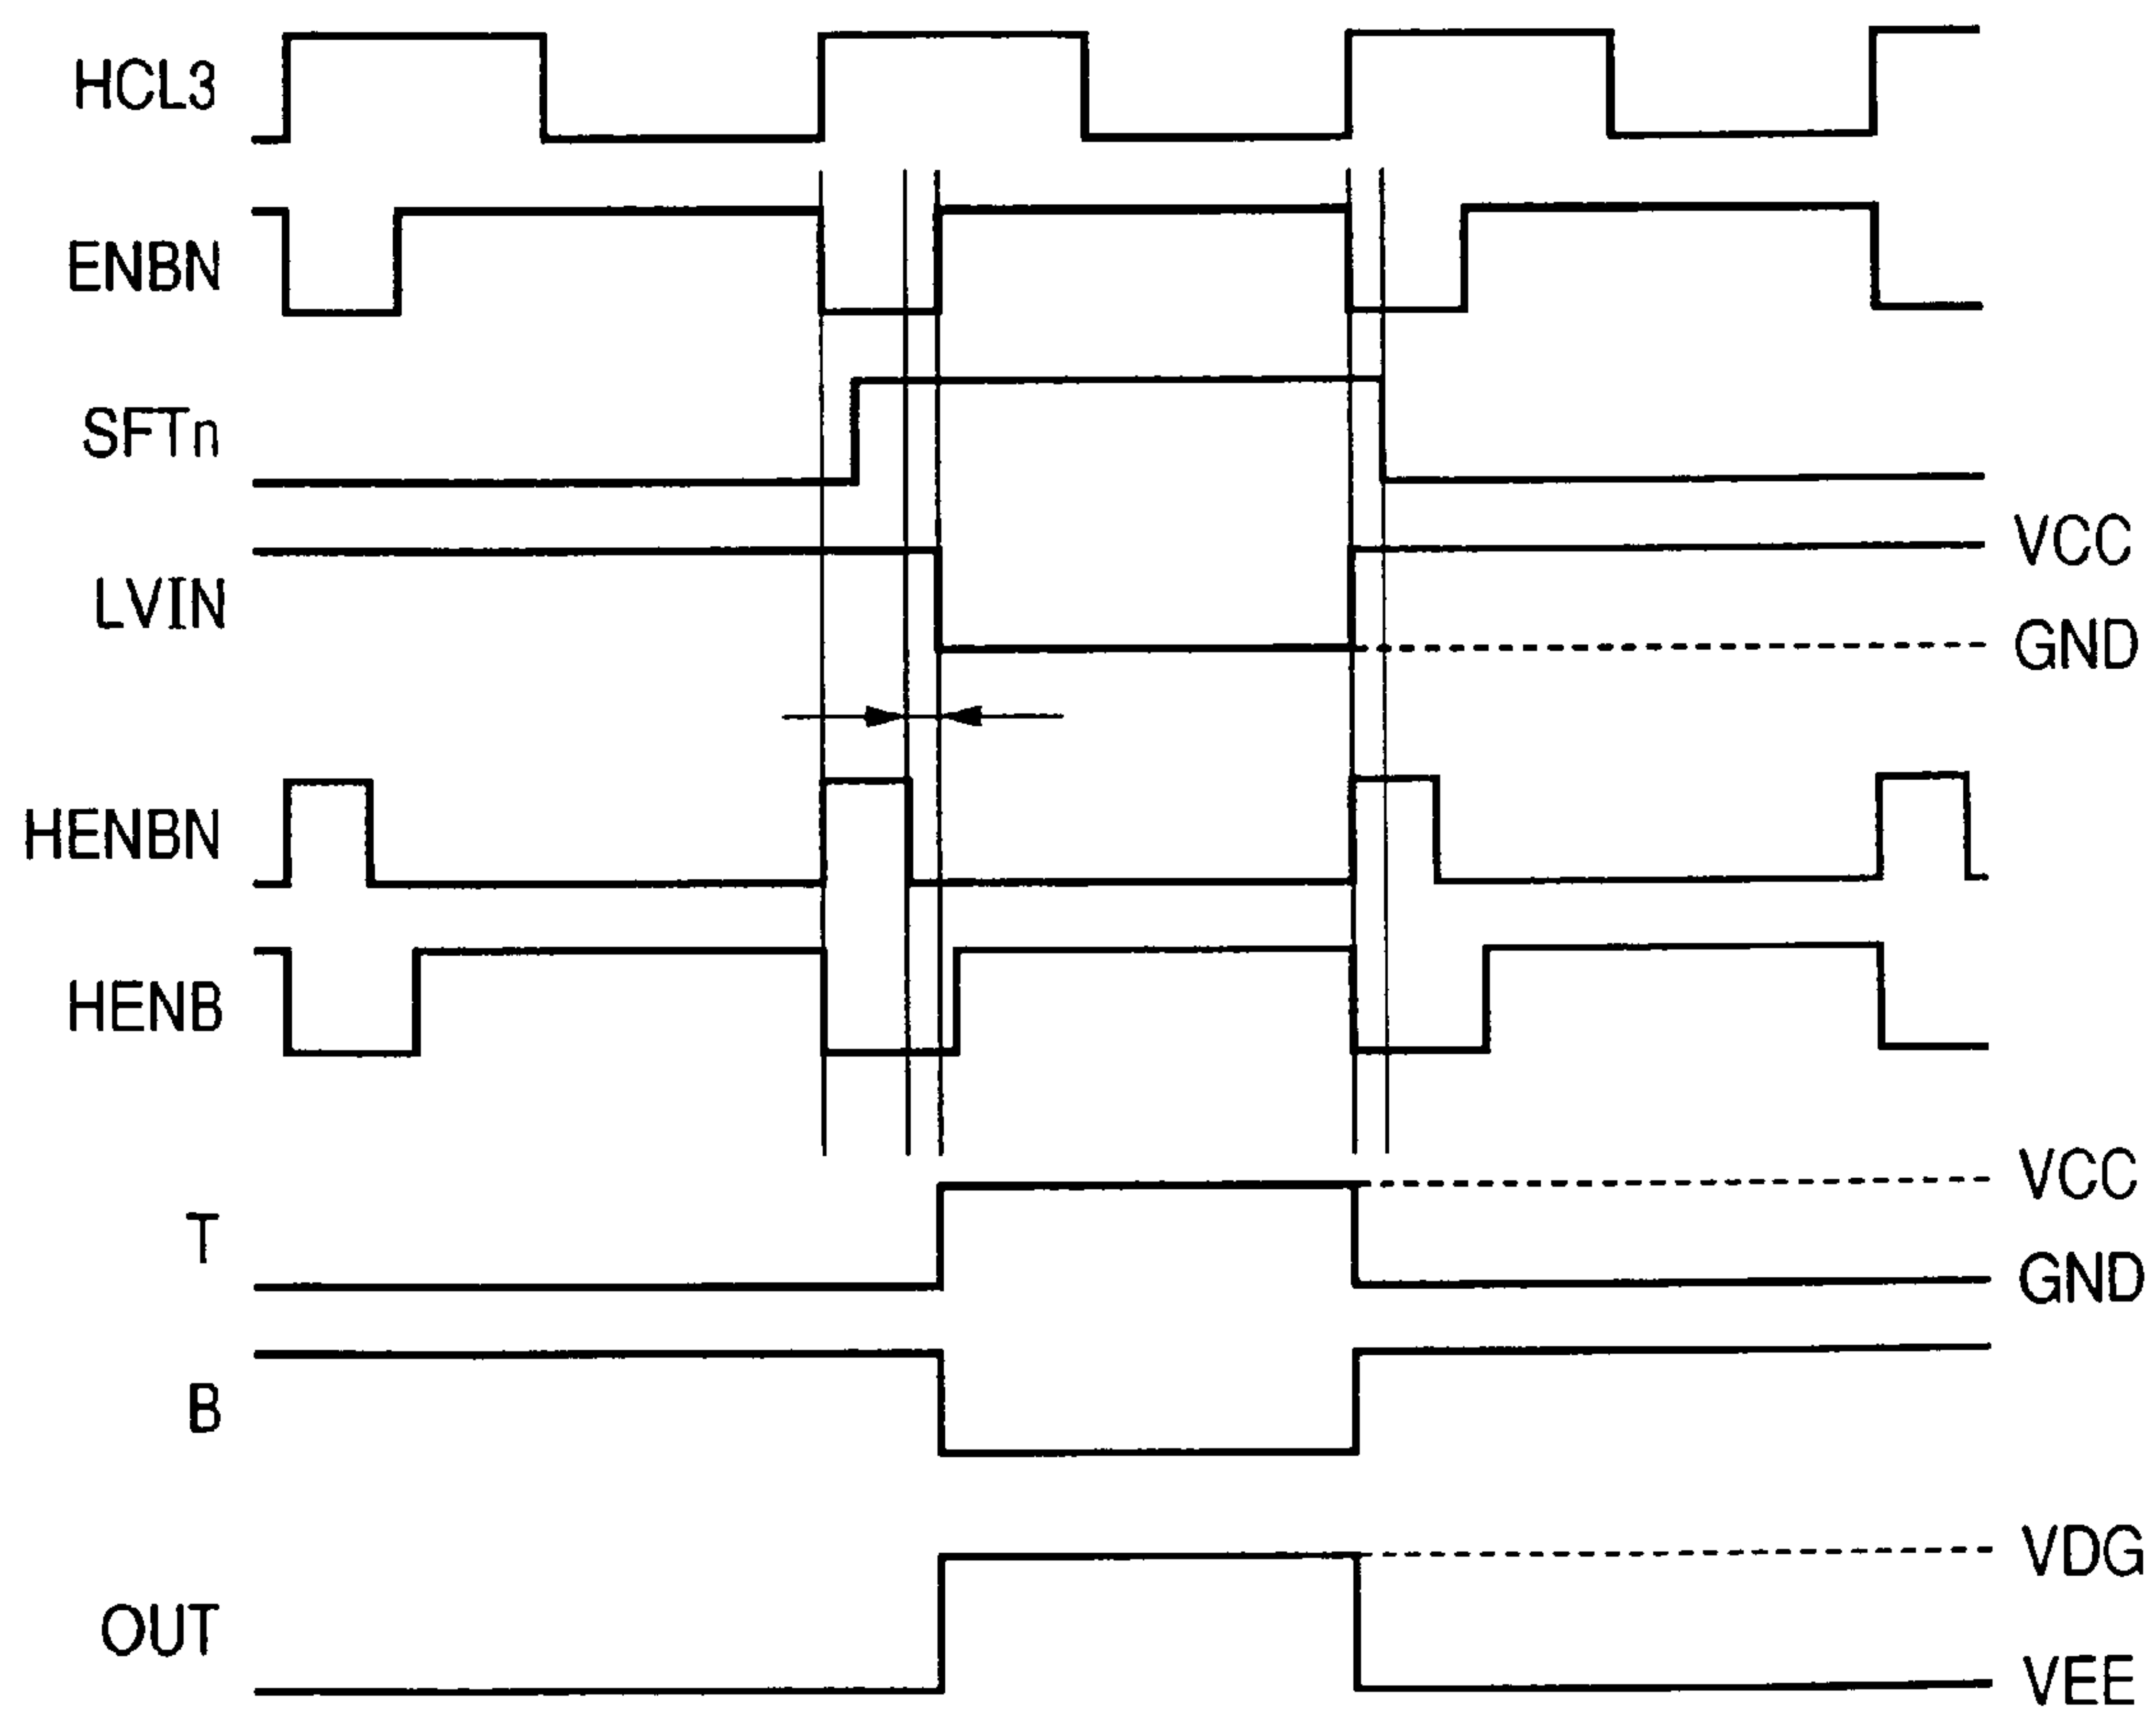 HCL3
ENBN
SFTn
VCC
LVIN
GND
HENBN
HENB
VCC
T
GND
B
VDG
OUT
VEE